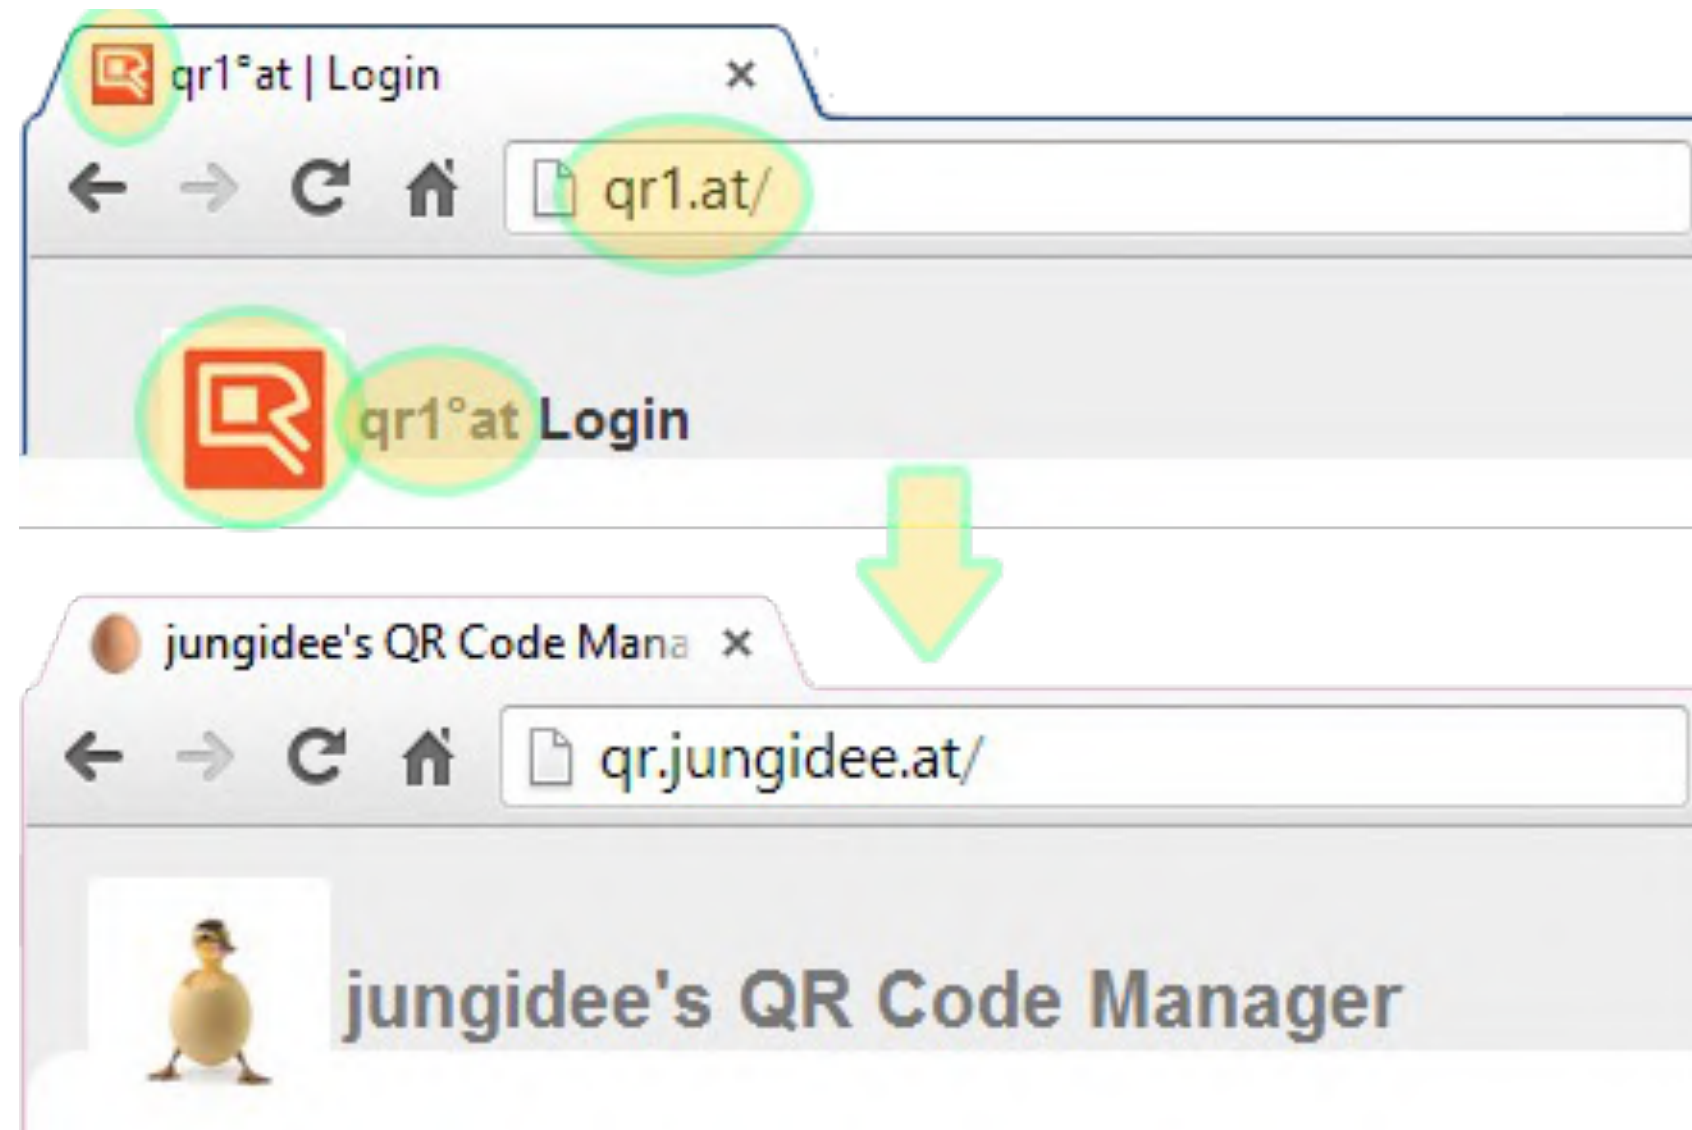 qr1°at | Login
qr1.at/
qr1°at Login
jungidee's QR Code Mana
qr.jungidee.at/
jungidee's QR Code Manager